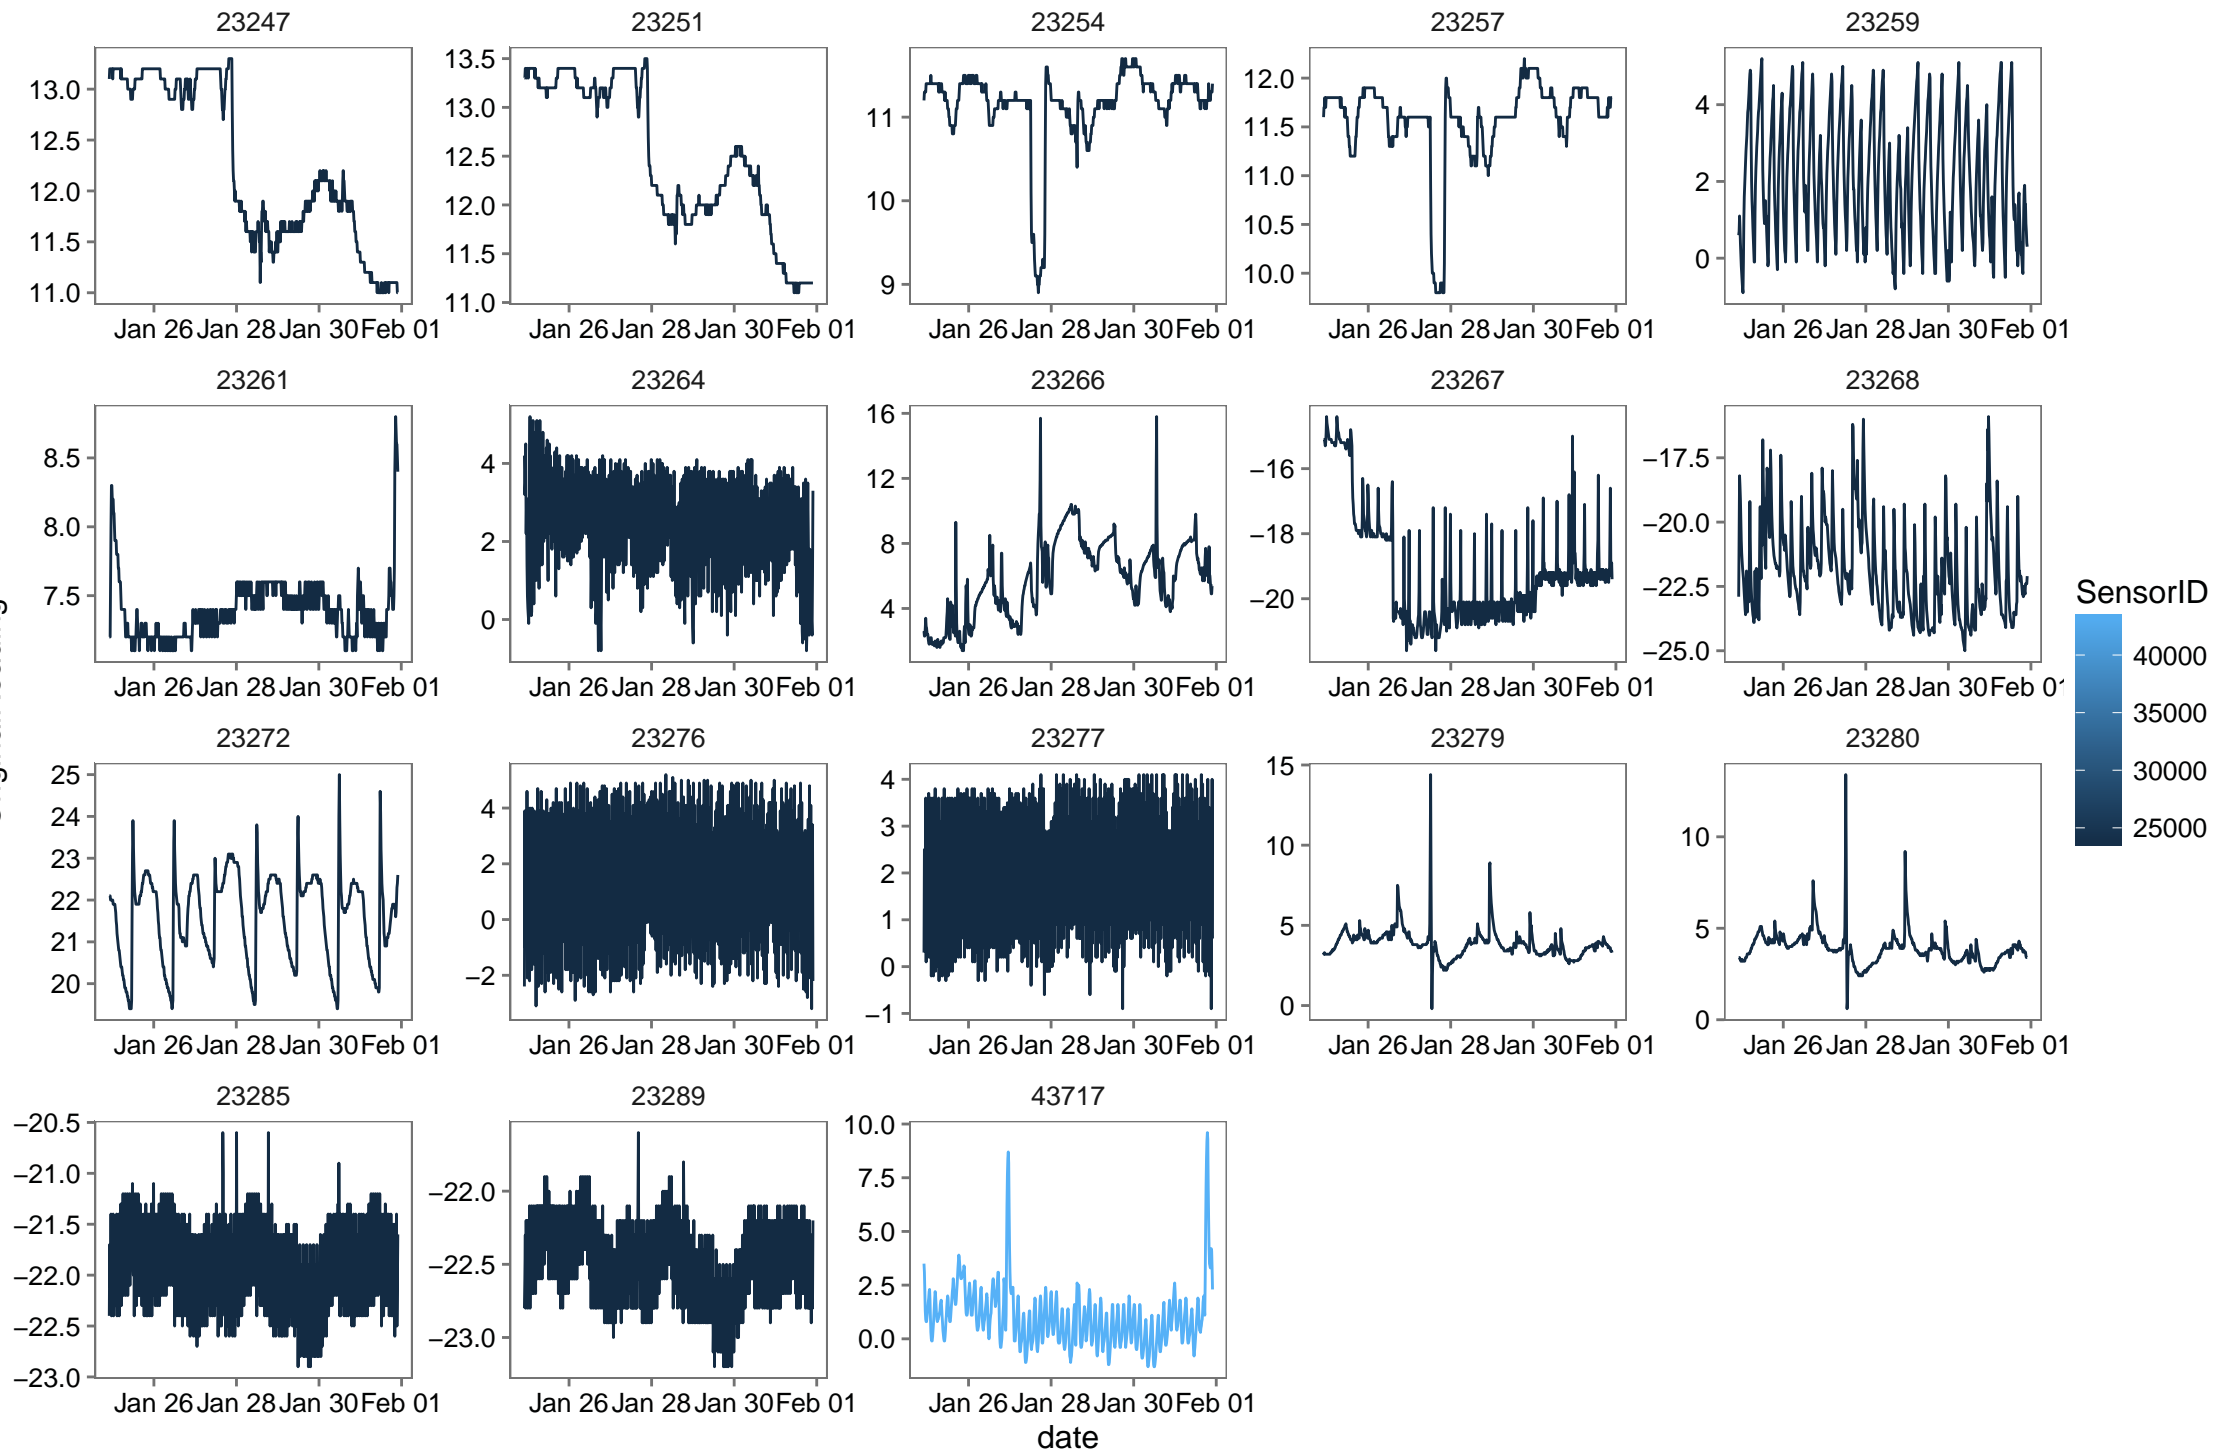 23247 23251 23254 23257 23259
13.0 12.5 12.0 11.5 11.0
13.5 13.0 12.5 12.0 11.5 11.0
11 10 9
12.0 11.5 11.0 10.5 10.0
4 2 0
Jan 26 Jan 28 Jan 30 Feb 01 Jan 26 Jan 28 Jan 30 Feb 01 Jan 26 Jan 28 Jan 30 Feb 01 Jan 26 Jan 28 Jan 30 Feb 01 Jan 26 Jan 28 Jan 30 Feb 01
23261 23264 23266 23267 23268
8.5 8.0 7.5
4 2 0
16 12 8 4
−16 −18 −20
−17.5 −20.0 −22.5 −25.0
Jan 26 Jan 28 Jan 30 Feb 01 Jan 26 Jan 28 Jan 30 Feb 01 Jan 26 Jan 28 Jan 30 Feb 01 Jan 26 Jan 28 Jan 30 Feb 01 Jan 26 Jan 28 Jan 30 Feb 01
23272 23276 23277 23279 23280
25 24 23 22 21 20
4 2 0 −2
4 3 2 1 0 −1
15 10 5 0
10 5 0
Jan 26 Jan 28 Jan 30 Feb 01 Jan 26 Jan 28 Jan 30 Feb 01 Jan 26 Jan 28 Jan 30 Feb 01 Jan 26 Jan 28 Jan 30 Feb 01 Jan 26 Jan 28 Jan 30 Feb 01
23285 23289 43717
−20.5 −21.0 −21.5 −22.0 −22.5 −23.0
−22.0 −22.5 −23.0
10.0 7.5 5.0 2.5 0.0
Jan 26 Jan 28 Jan 30 Feb 01 Jan 26 Jan 28 Jan 30 Feb 01 Jan 26 Jan 28 Jan 30 Feb 01
date
SensorID
40000
35000
30000
25000